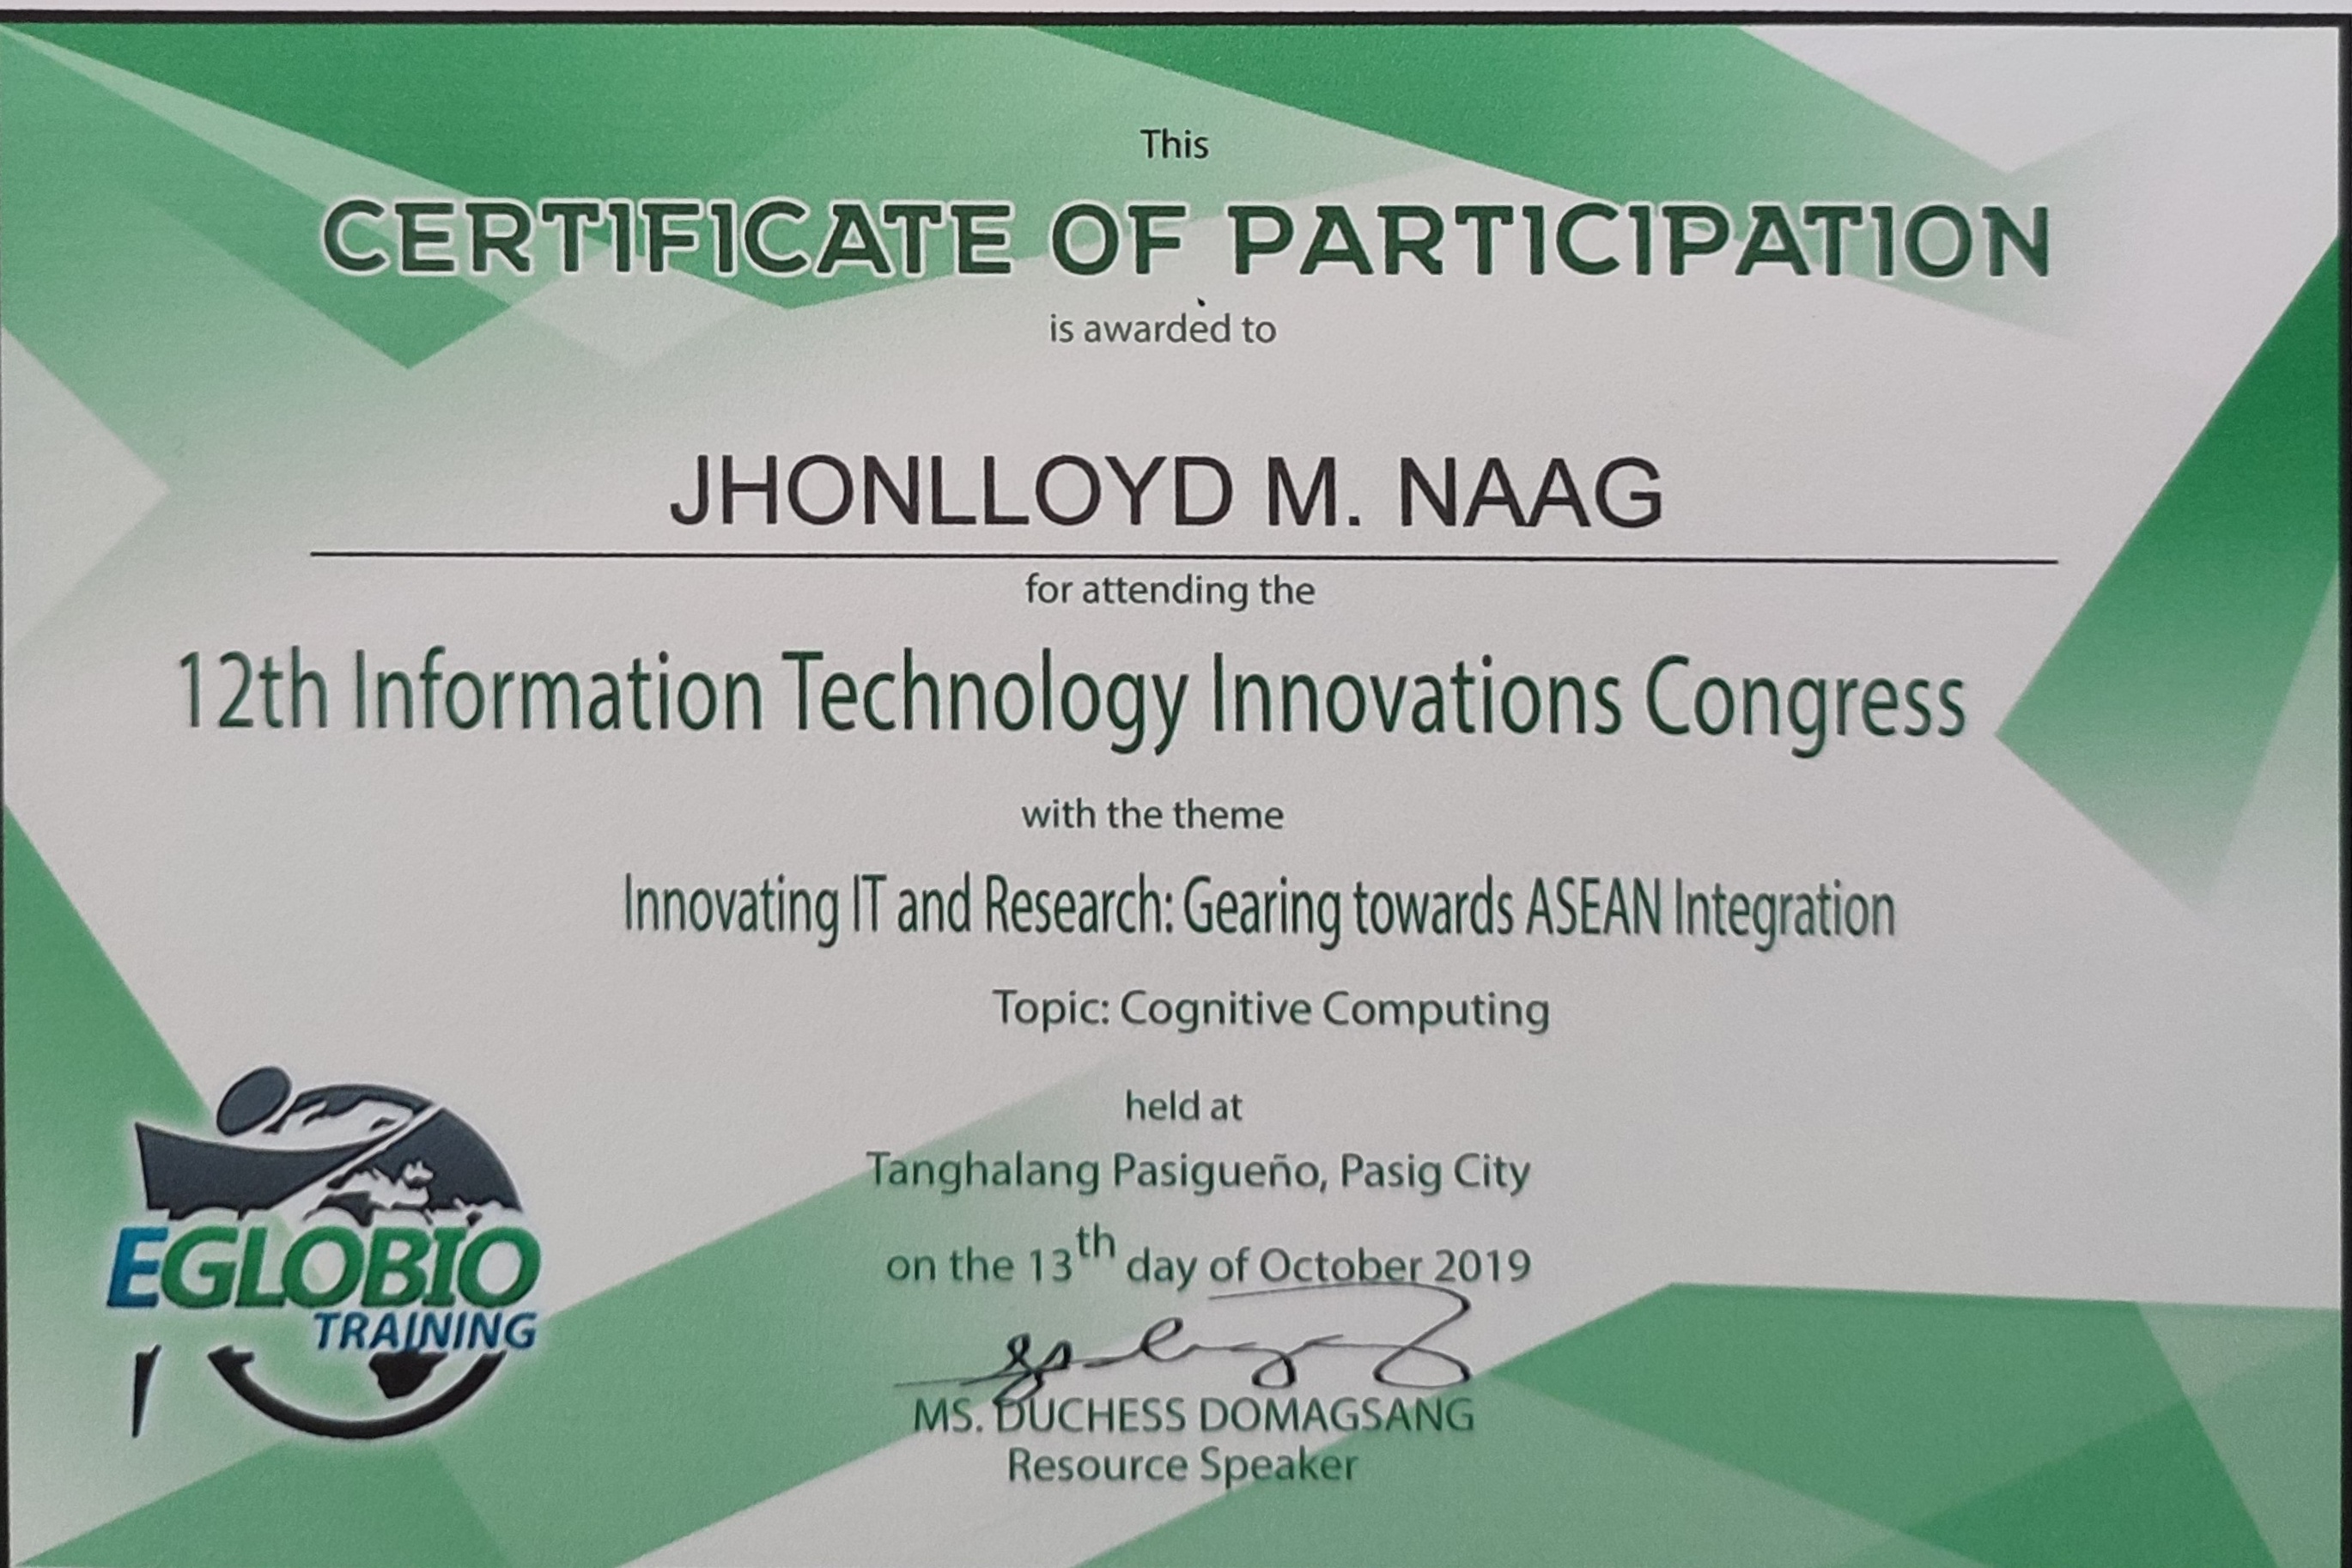 This
CERTIFICATE OF PARTICIPATION
is awarded to
JHONLLOYD M. NAAG
for attending the
12th Information Technology Innovations Congress
with the theme
Innovating IT and Research: Gearing towards ASEAN Integration
Topic: Cognitive Computing
held at
Tanghalang Pasigueño, Pasig City
on the 13th day of October 2019
MS. DUCHESS DOMAGSANG
Resource Speaker
EGLOBIO
TRAINING